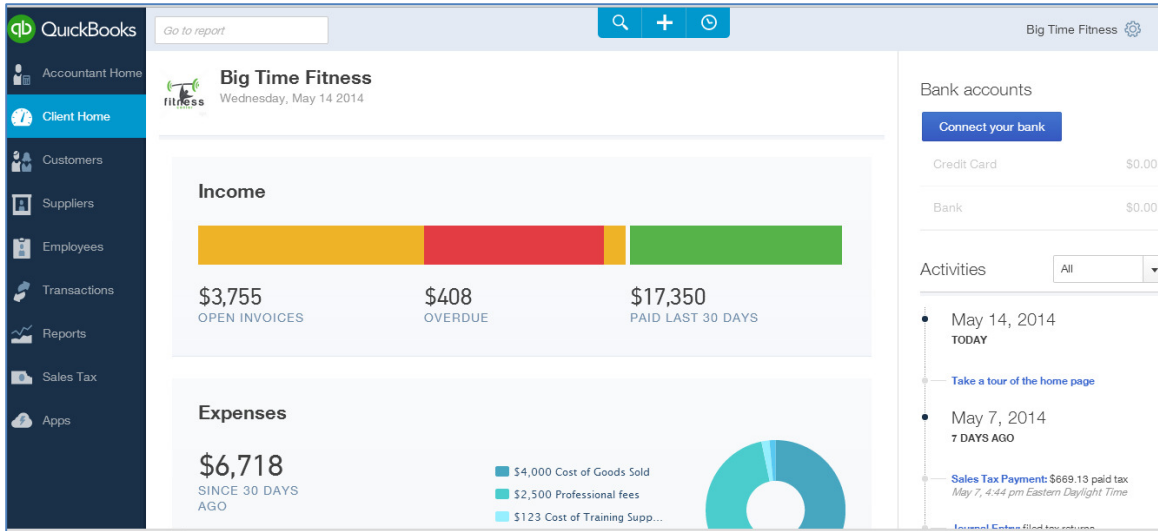 QuickBooks
Go to report
Big Time Fitness
Accountant Home
Client Home
Customers
Suppliers
Employees
Transactions
Reports
Sales Tax
Apps
fitness
Big Time Fitness
Wednesday, May 14 2014
Income
$3,755
OPEN INVOICES
$408
OVERDUE
$17,350
PAID LAST 30 DAYS
Expenses
$6,718
SINCE 30 DAYS
AGO
$4,000 Cost of Goods Sold
$2,500 Professional fees
$123 Cost of Training Supp...
Bank accounts
Connect your bank
Credit Card $0.00
Bank $0.00
Activities
All
May 14, 2014
TODAY
Take a tour of the home page
May 7, 2014
7 DAYS AGO
Sales Tax Payment: $669.13 paid tax
May 7, 4:44 pm Eastern Daylight Time
Journal Entry: filed tax returns